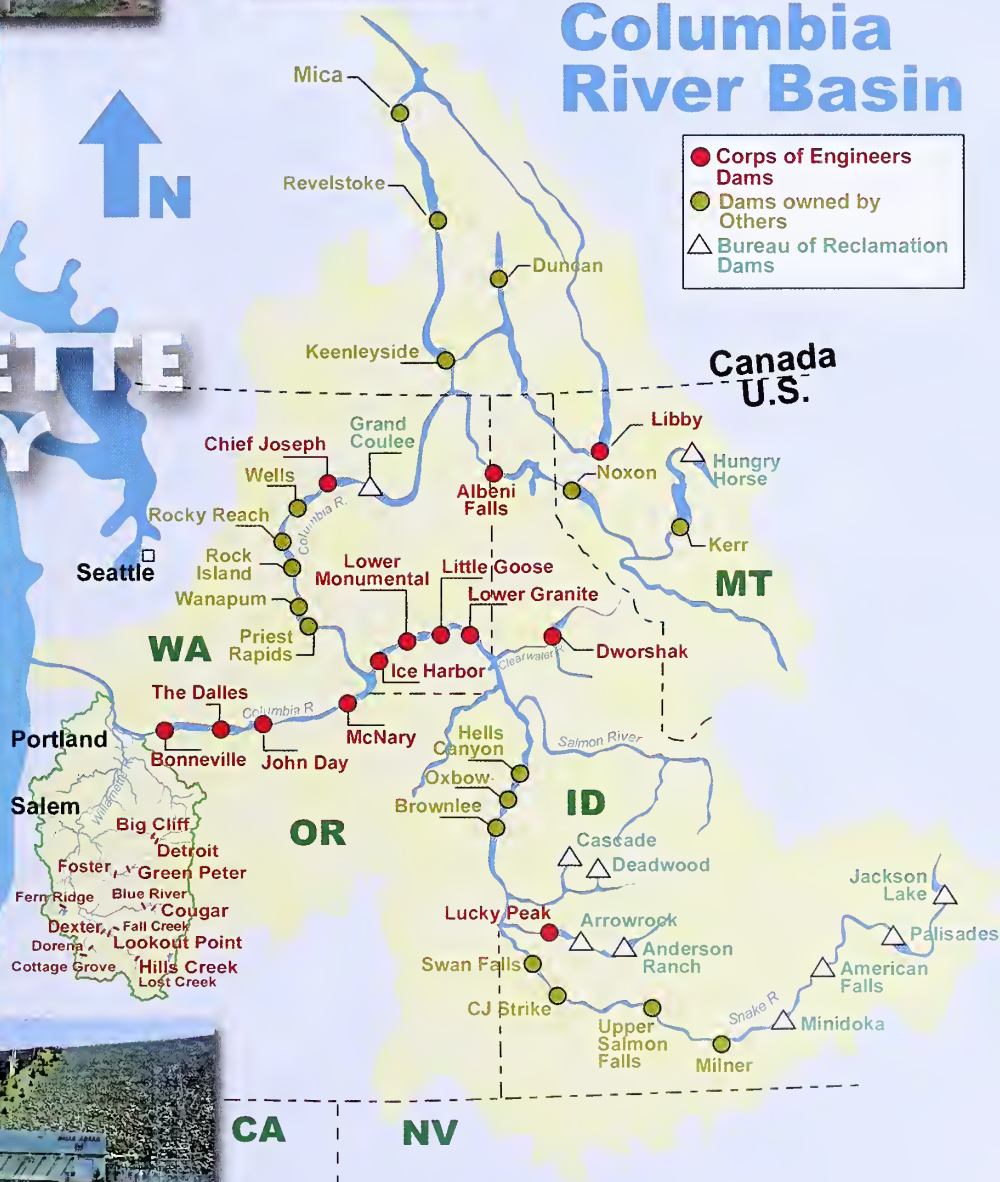 Columbia
River Basin
Corps of Engineers
Dams
Dams owned by
Others
Bureau of Reclamation
Dams
N
Mica
Revelstoke
Duncan
Keenleyside
Canada
U.S.
ETTE
Y
Libby
Chief Joseph
Grand
Coulee
Wells
Hungry
Horse
Noxon
Albeni
Falls
Columbia R.
Rocky Reach
Kerr
Seattle
Rock
Island
Lower
Monumental
Little Goose
Lower Granite
MT
Wanapum
WA
Priest
Rapids
Dworshak
Clearwater R.
Ice Harbor
The Dalles
Columbia R
McNary
Portland
Bonneville
John Day
Hells
Canyon
Salmon River
Oxbow
Brownlee
ID
Salem
Willamette R.
OR
Big Cliff
Detroit
Foster
Green Peter
Fern Ridge
Blue River
Cougar
Dexter
Fall Creek
Dorena
Lookout Point
Cottage Grove
Hills Creek
Lost Creek
Cascade
Deadwood
Jackson
Lake
Lucky Peak
Arrowrock
Anderson
Ranch
Palisades
Swan Falls
American
Falls
CJ Strike
Upper
Salmon
Falls
Snake R
Minidoka
Milner
CA
NV